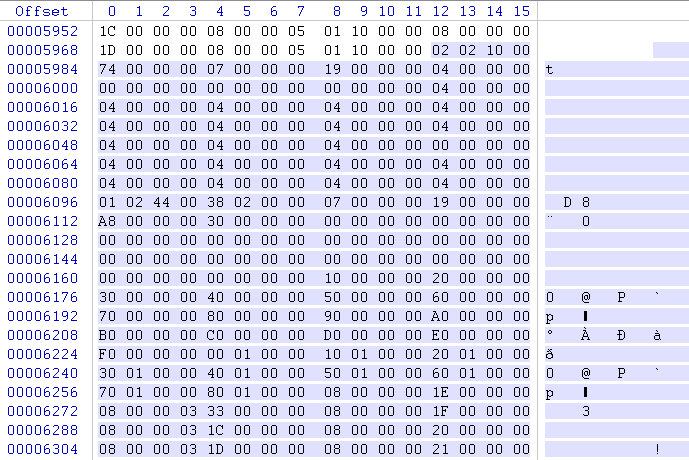 Offset 0 1 2 3 4 5 6 7 8 9 10 11 12 13 14 15
00005952 1C 00 00 00 08 00 00 05 01 10 00 00 08 00 00 00
00005968 1D 00 00 00 08 00 00 05 01 10 00 00 02 02 10 00
00005984 74 00 00 00 07 00 00 00 19 00 00 00 04 00 00 00 t
00006000 00 00 00 00 00 00 00 00 00 00 00 00 04 00 00 00
00006016 04 00 00 00 04 00 00 00 04 00 00 00 04 00 00 00
00006032 04 00 00 00 04 00 00 00 04 00 00 00 04 00 00 00
00006048 04 00 00 00 04 00 00 00 04 00 00 00 04 00 00 00
00006064 04 00 00 00 04 00 00 00 04 00 00 00 04 00 00 00
00006080 04 00 00 00 04 00 00 00 04 00 00 00 04 00 00 00
00006096 01 02 44 00 38 02 00 00 07 00 00 00 19 00 00 00 D 8
00006112 A8 00 00 00 30 00 00 00 00 00 00 00 00 00 00 00 ¨ 0
00006128 00 00 00 00 00 00 00 00 00 00 00 00 00 00 00 00
00006144 00 00 00 00 00 00 00 00 00 00 00 00 00 00 00 00
00006160 00 00 00 00 00 00 00 00 10 00 00 00 20 00 00 00
00006176 30 00 00 00 40 00 00 00 50 00 00 00 60 00 00 00 0 @ P `
00006192 70 00 00 00 80 00 00 00 90 00 00 00 A0 00 00 00 p ▌
00006208 B0 00 00 00 C0 00 00 00 D0 00 00 00 E0 00 00 00 ° À Ð à
00006224 F0 00 00 00 00 01 00 00 10 01 00 00 20 01 00 00 ð
00006240 30 01 00 00 40 01 00 00 50 01 00 00 60 01 00 00 0 @ P `
00006256 70 01 00 00 80 01 00 00 08 00 00 00 1E 00 00 00 p ▌
00006272 08 00 00 03 33 00 00 00 08 00 00 00 1F 00 00 00 3
00006288 08 00 00 03 1C 00 00 00 08 00 00 00 20 00 00 00
00006304 08 00 00 03 1D 00 00 00 08 00 00 00 21 00 00 00 !